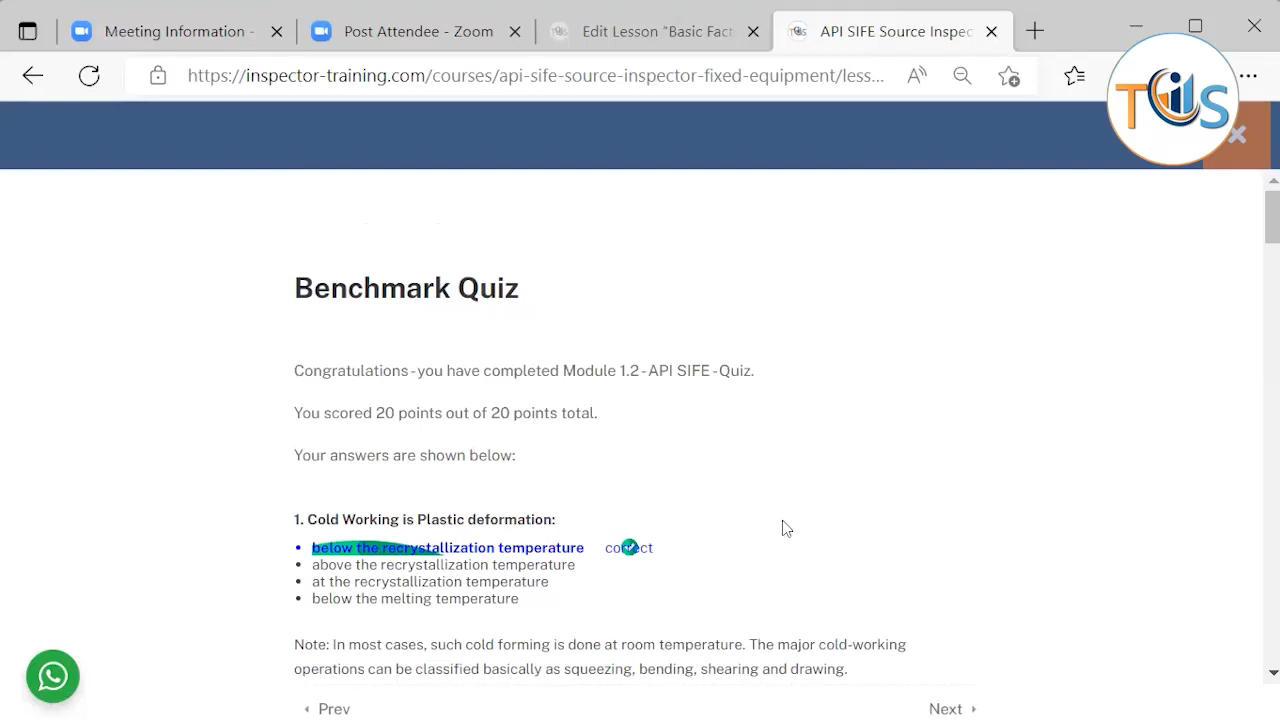 Meeting Information -
Post Attendee - Zoom
Edit Lesson "Basic Fact
API SIFE Source Inspec
https://inspector-training.com/courses/api-sife-source-inspector-fixed-equipment/less...
TIS
Benchmark Quiz
Congratulations - you have completed Module 1.2 - API SIFE - Quiz.
You scored 20 points out of 20 points total.
Your answers are shown below:
1. Cold Working is Plastic deformation:
• below the recrystallization temperature correct
• above the recrystallization temperature
• at the recrystallization temperature
• below the melting temperature
Note: In most cases, such cold forming is done at room temperature. The major cold-working
operations can be classified basically as squeezing, bending, shearing and drawing.
Prev
Next